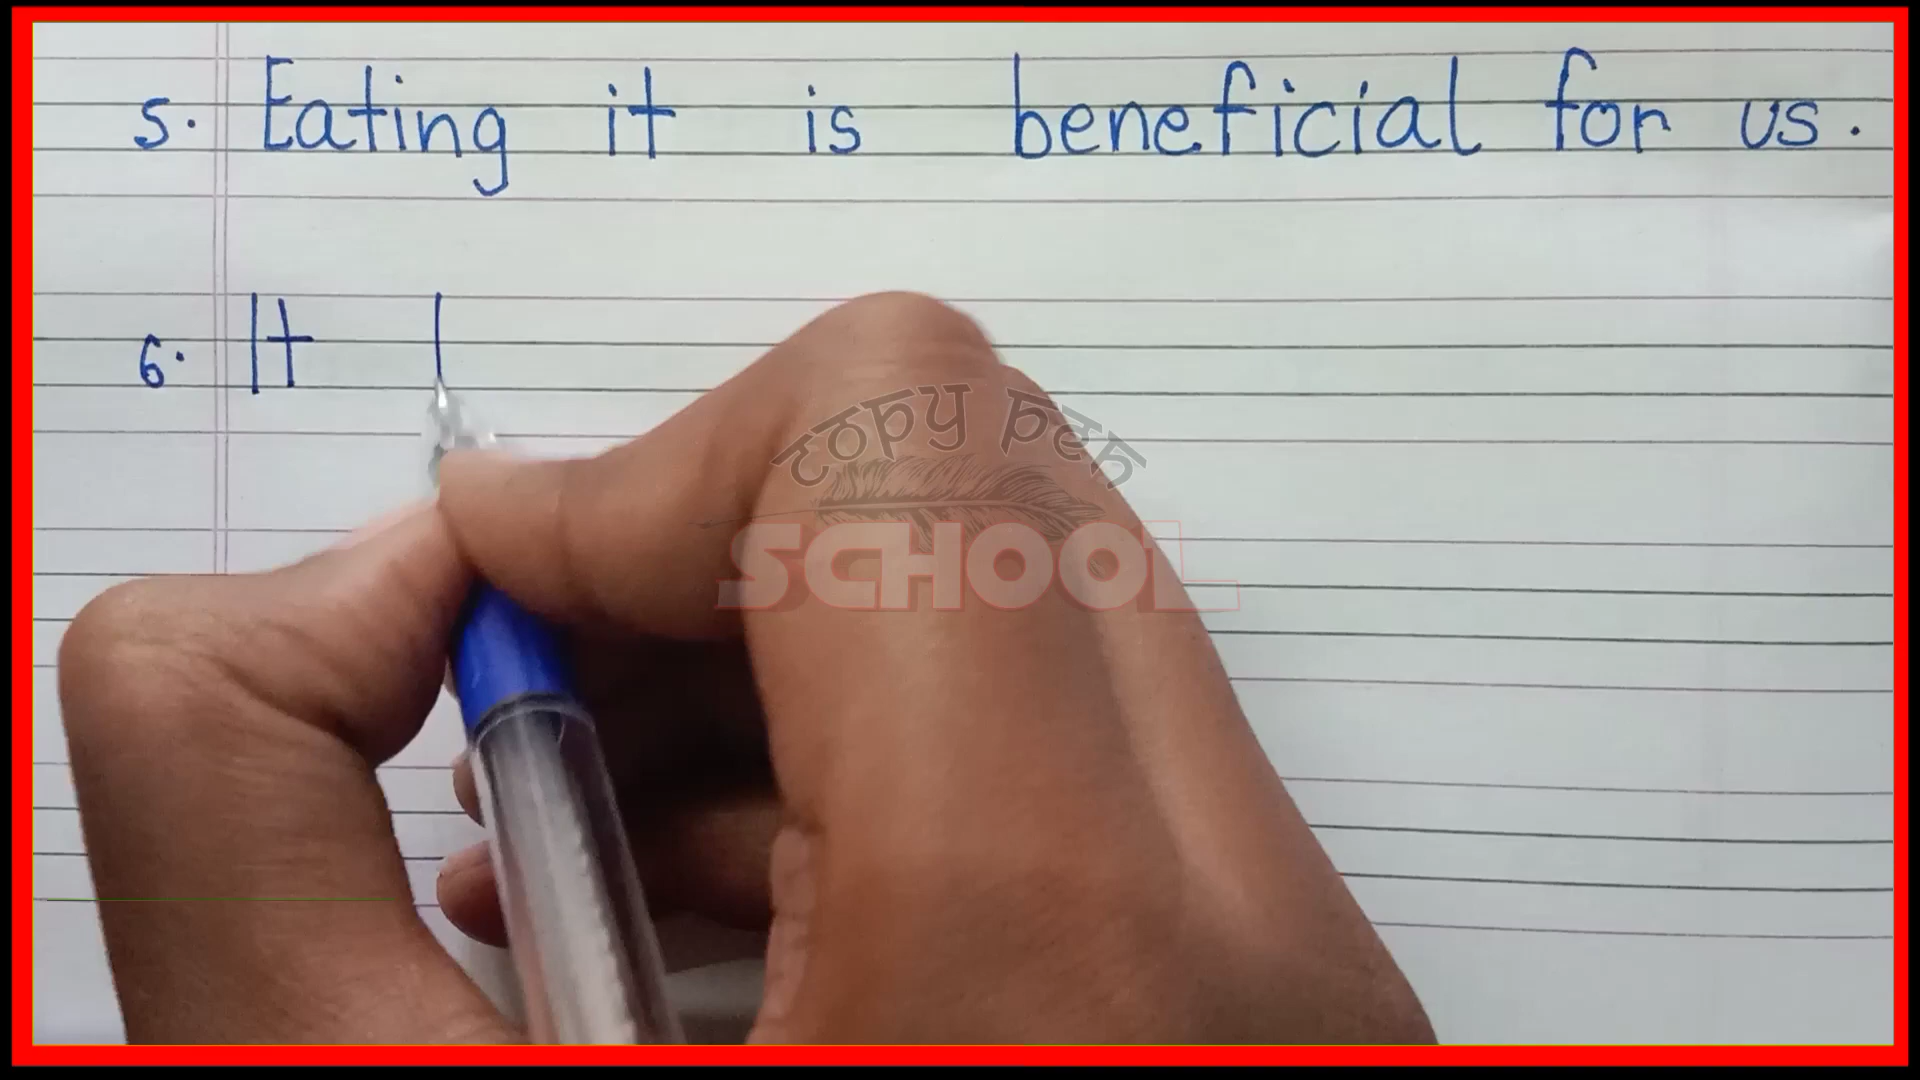 5. Eating it is beneficial for us.
6. It
copy pen
SCHOOL